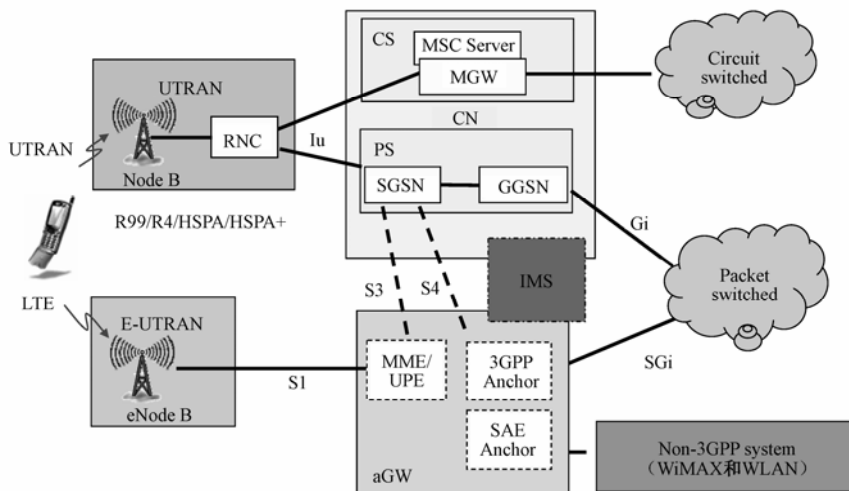 CS
MSC Server
MGW
Circuit
switched
UTRAN
RNC
UTRAN
Node B
Iu
CN
PS
SGSN
GGSN
R99/R4/HSPA/HSPA+
Gi
IMS
Packet
switched
S3
S4
LTE
E-UTRAN
eNode B
S1
MME/
UPE
3GPP
Anchor
SGi
SAE
Anchor
aGW
Non-3GPP system
（WiMAX和WLAN）